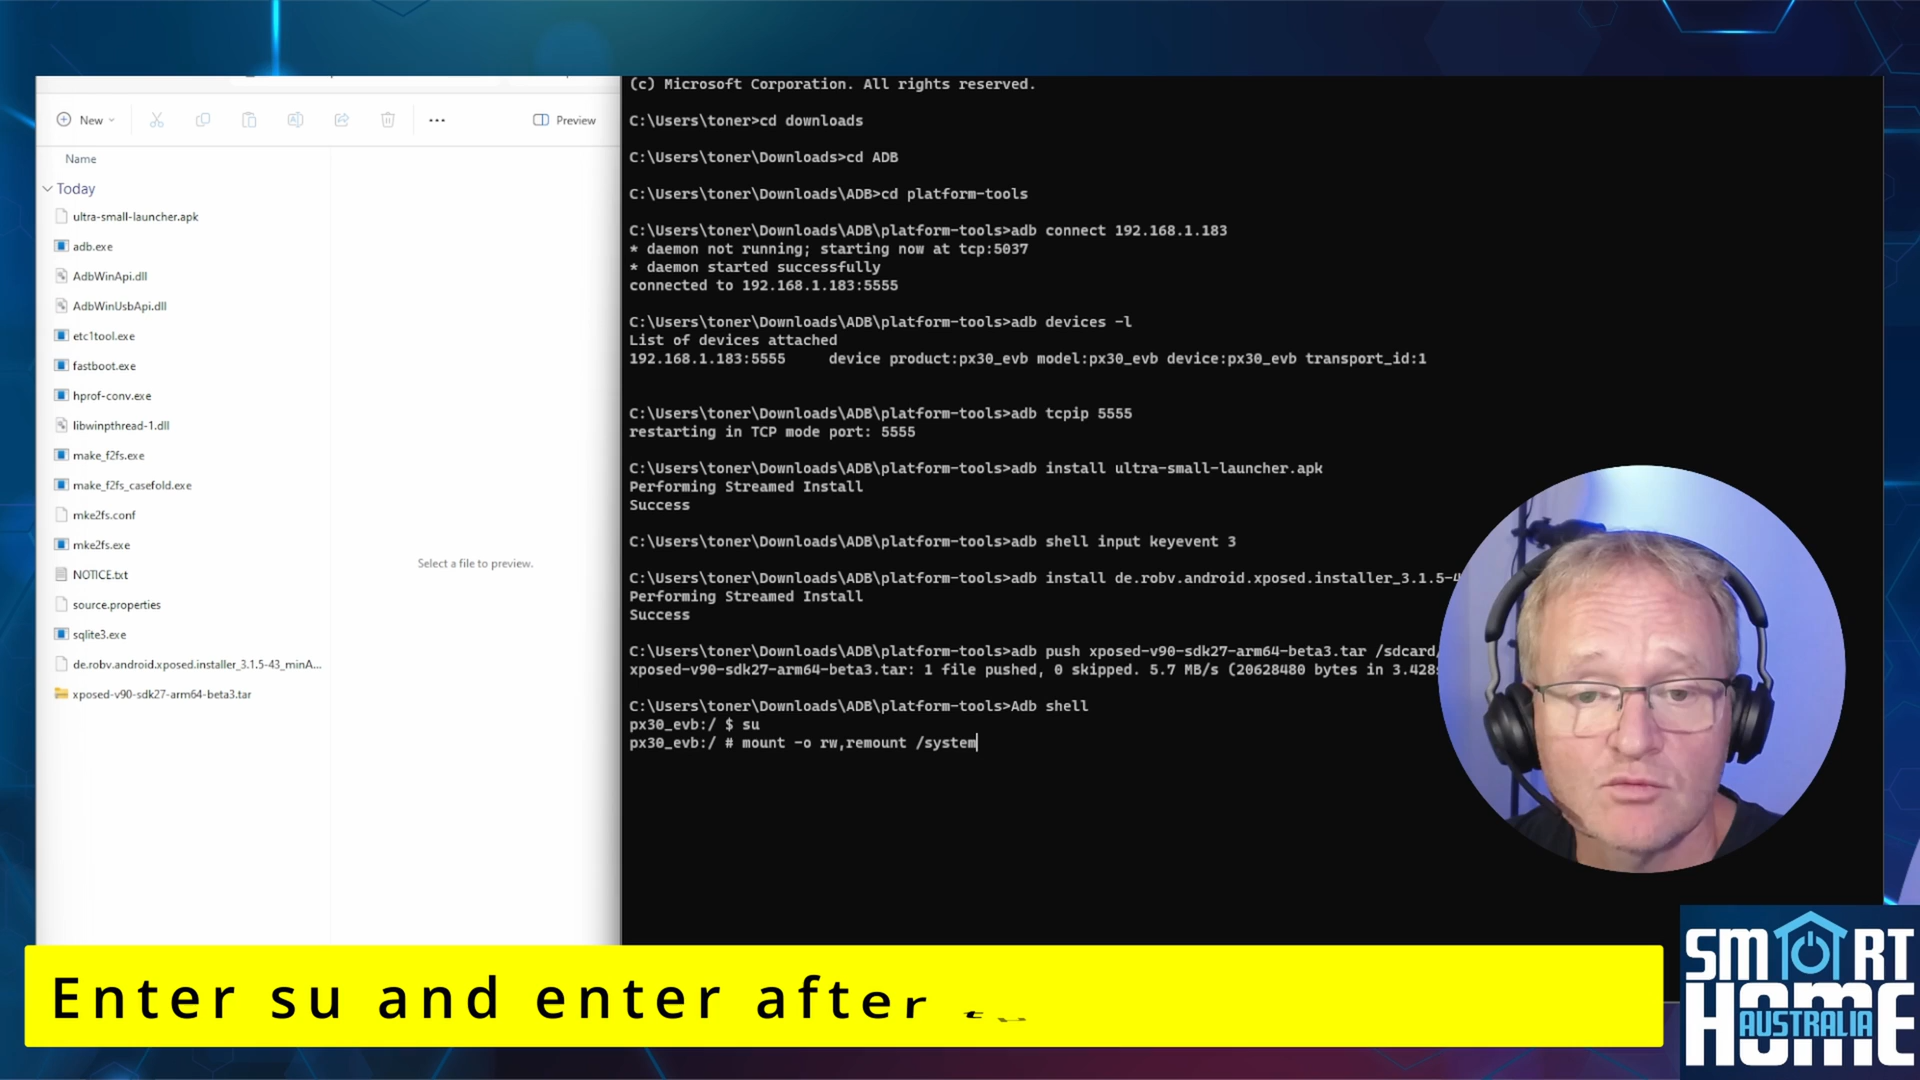 New
Preview
Name
Today
ultra-small-launcher.apk
adb.exe
AdbWinApi.dll
AdbWinUsbApi.dll
etc1tool.exe
fastboot.exe
hprof-conv.exe
libwinpthread-1.dll
make_f2fs.exe
make_f2fs_casefold.exe
mke2fs.conf
mke2fs.exe
NOTICE.txt
source.properties
sqlite3.exe
de.robv.android.xposed.installer_3.1.5-43_minA...
xposed-v90-sdk27-arm64-beta3.tar
Select a file to preview.
(c) Microsoft Corporation. All rights reserved.
C:\Users\toner>cd downloads
C:\Users\toner\Downloads>cd ADB
C:\Users\toner\Downloads\ADB>cd platform-tools
C:\Users\toner\Downloads\ADB\platform-tools>adb connect 192.168.1.183
* daemon not running; starting now at tcp:5037
* daemon started successfully
connected to 192.168.1.183:5555
C:\Users\toner\Downloads\ADB\platform-tools>adb devices -l
List of devices attached
192.168.1.183:5555 device product:px30_evb model:px30_evb device:px30_evb transport_id:1
C:\Users\toner\Downloads\ADB\platform-tools>adb tcpip 5555
restarting in TCP mode port: 5555
C:\Users\toner\Downloads\ADB\platform-tools>adb install ultra-small-launcher.apk
Performing Streamed Install
Success
C:\Users\toner\Downloads\ADB\platform-tools>adb shell input keyevent 3
C:\Users\toner\Downloads\ADB\platform-tools>adb install de.robv.android.xposed.installer_3.1.5-4
Performing Streamed Install
Success
C:\Users\toner\Downloads\ADB\platform-tools>adb push xposed-v90-sdk27-arm64-beta3.tar /sdcard/
xposed-v90-sdk27-arm64-beta3.tar: 1 file pushed, 0 skipped. 5.7 MB/s (20628480 bytes in 3.428s
C:\Users\toner\Downloads\ADB\platform-tools>Adb shell
px30_evb:/ $ su
px30_evb:/ # mount -o rw,remount /system
Enter su and enter after
SMART
HOME
AUSTRALIA